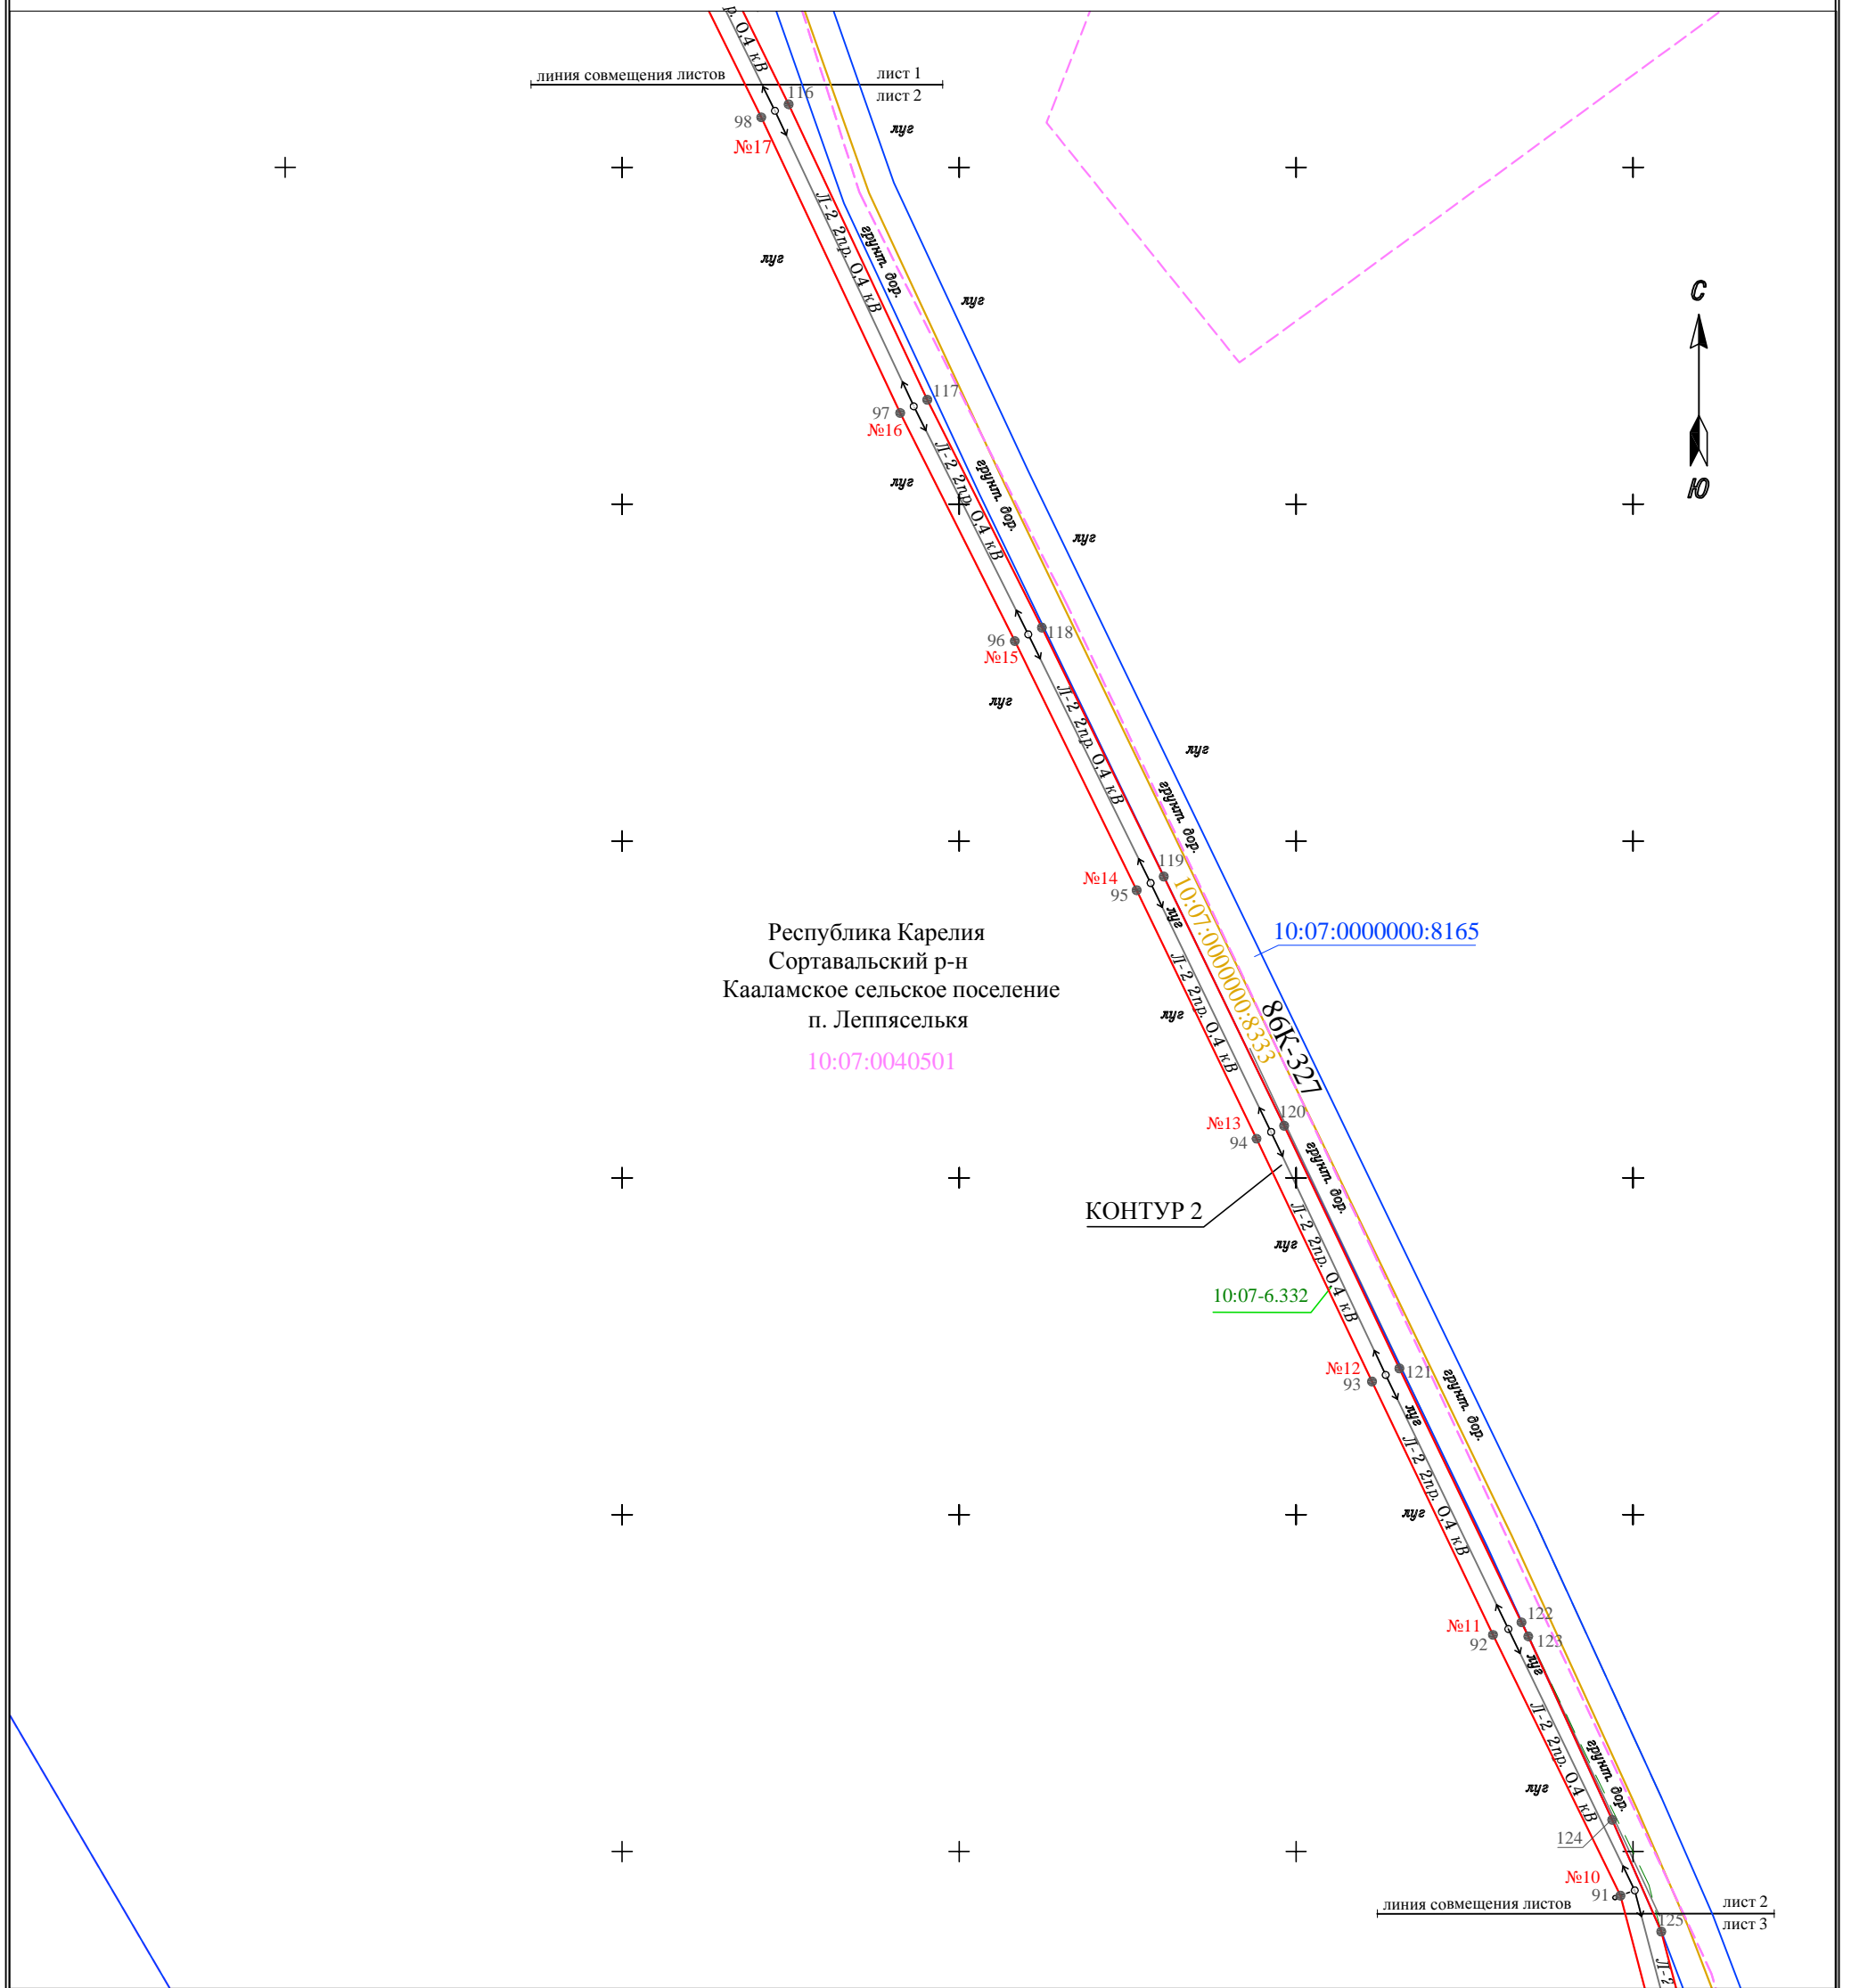 р. 0,4 кВ
линия совмещения листов
лист 1
лист 2
116
98
№17
луг
Л-2 2пр. 0,4 кВ
грунт. дор.
луг
луг
С
Ю
117
97
№16
Л-2 2пр. 0,4 кВ
грунт. дор.
луг
луг
118
96
№15
луг
Л-2 2пр. 0,4 кВ
луг
грунт. дор.
119
№14
95
луг
10:07:0000000:8333
Республика Карелия
Сортавальский р-н
Кааламское сельское поселение
п. Леппяселькя
10:07:0040501
10:07:0000000:8165
Л-2 2пр. 0,4 кВ
луг
86К-327
№13
94
120
грунт. дор.
КОНТУР 2
Л-2 2пр. 0,4 кВ
луг
10:07-6.332
№12
93
121
грунт. дор.
луг
Л-2 2пр. 0,4 кВ
луг
№11
92
122
123
луг
Л-2 2пр. 0,4 кВ
грунт. дор.
луг
124
№10
91
линия совмещения листов
лист 2
лист 3
125
Л-2